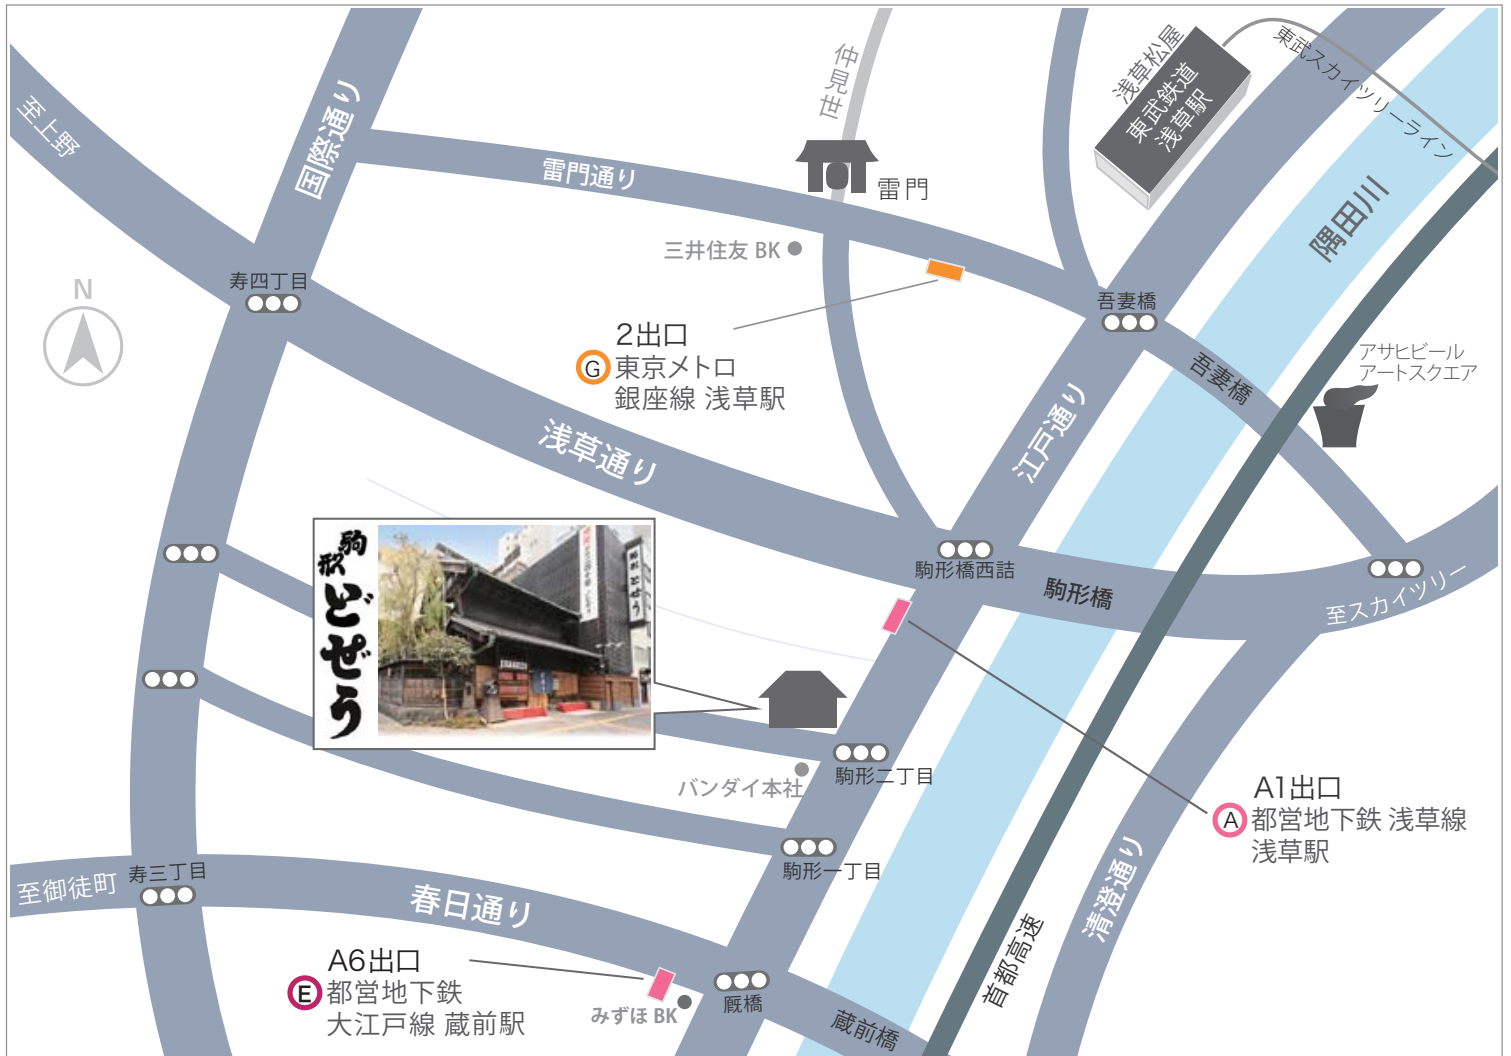 至上野
国際通り
仲見世
浅草松屋
東武鉄道
浅草駅
東武スカイツリーライン
雷門通り
雷門
隅田川
三井住友 BK
寿四丁目
N
吾妻橋
2出口
G
東京メトロ
銀座線 浅草駅
吾妻橋
アサヒビール
アートスクエア
江戸通り
浅草通り
駒形橋西詰
駒形橋
至スカイツリー
駒形
どぜう
駒形二丁目
バンダイ本社
A1出口
A
都営地下鉄 浅草線
浅草駅
駒形一丁目
清澄通り
寿三丁目
至御徒町
春日通り
首都高速
A6出口
E
都営地下鉄
大江戸線 蔵前駅
みずほ BK
厩橋
蔵前橋